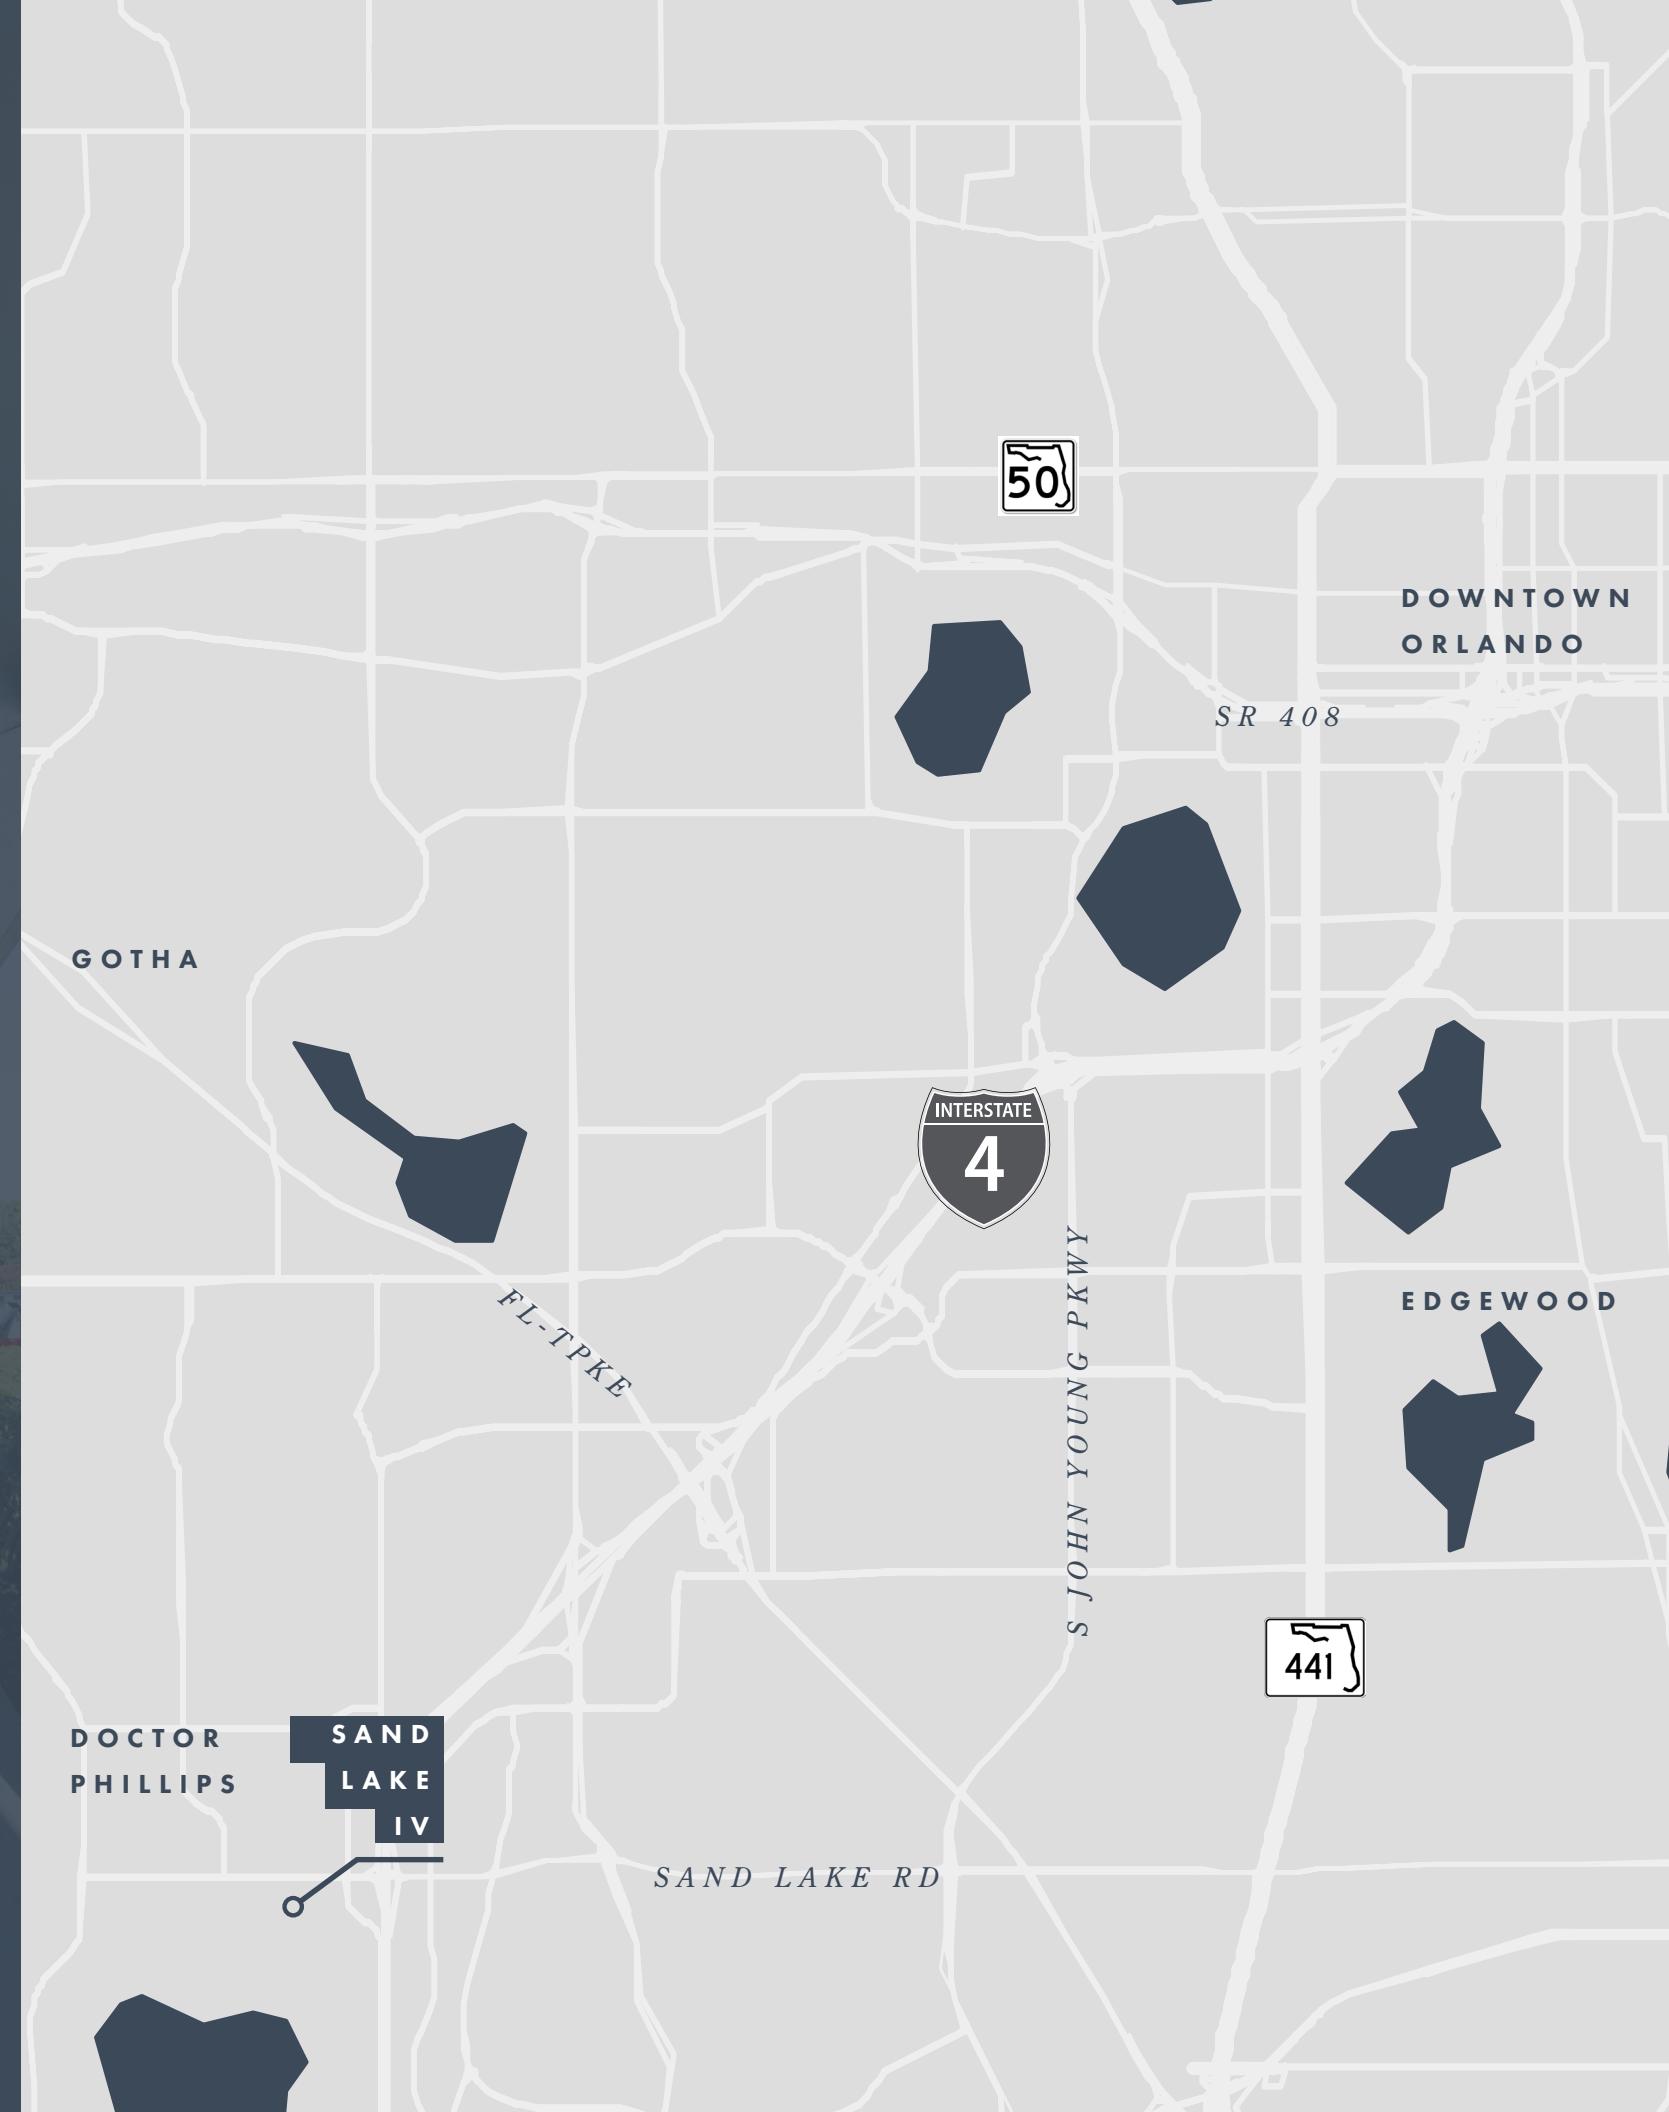 50
DOWNTOWN
ORLANDO
SR 408
GOTHA
INTERSTATE
4
S JOHN YOUNG PKWY
FL-TPKE
EDGEWOOD
441
DOCTOR
PHILLIPS
SAND
LAKE
IV
SAND LAKE RD